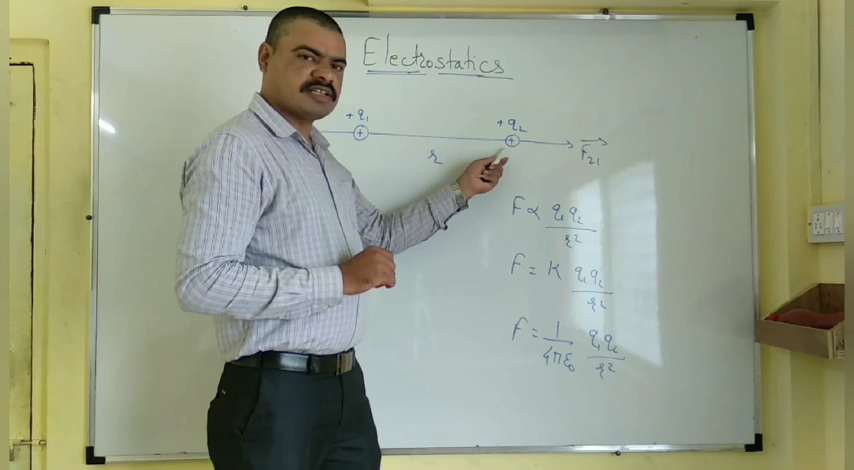 Electrostatics
+q₁ +q₂
r F₂₁
F ∝ q₁q₂/r²
F = K q₁q₂/r²
F = 1/4πε₀ q₁q₂/r²